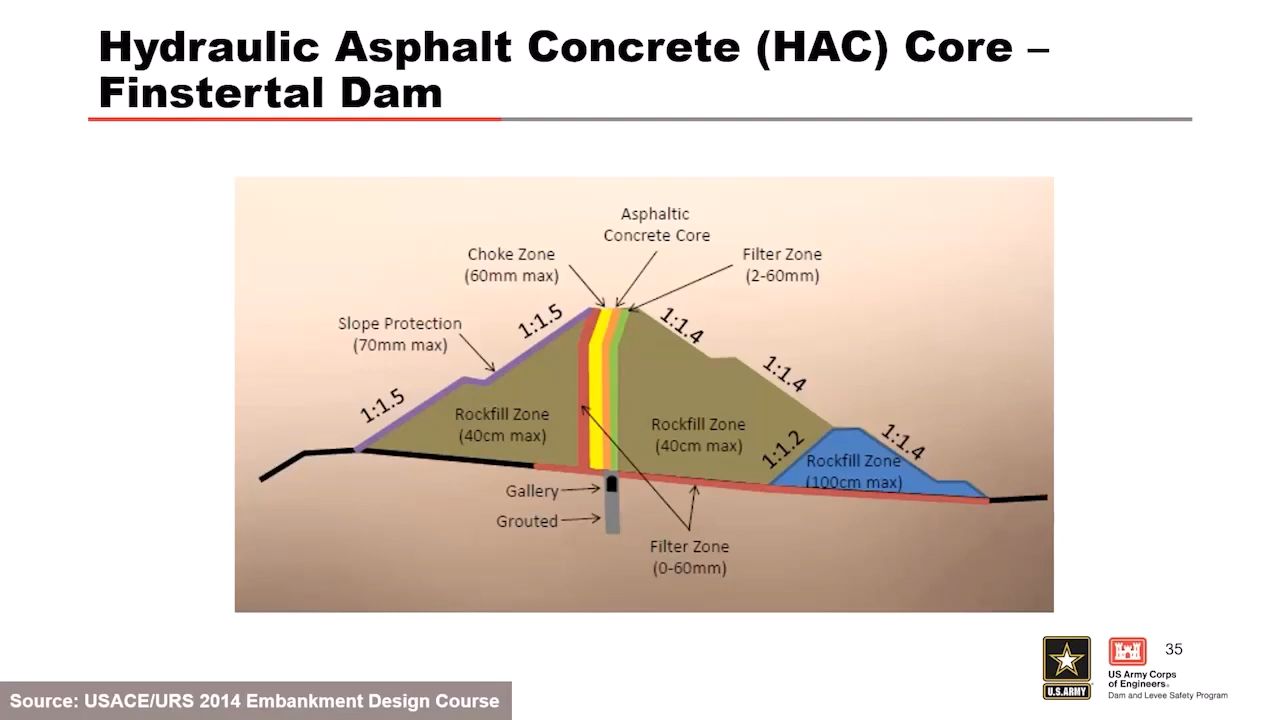 Hydraulic Asphalt Concrete (HAC) Core –
Finstertal Dam
Asphaltic
Concrete Core
Choke Zone
(60mm max)
Filter Zone
(2-60mm)
Slope Protection
(70mm max)
1:1.5
1:1.4
1:1.4
1:1.5
Rockfill Zone
(40cm max)
Rockfill Zone
(40cm max)
1:1.2
1:1.4
Rockfill Zone
(100cm max)
Gallery
Grouted
Filter Zone
(0-60mm)
U.S.ARMY
US Army Corps
of Engineers®
Dam and Levee Safety Program
35
Source: USACE/URS 2014 Embankment Design Course